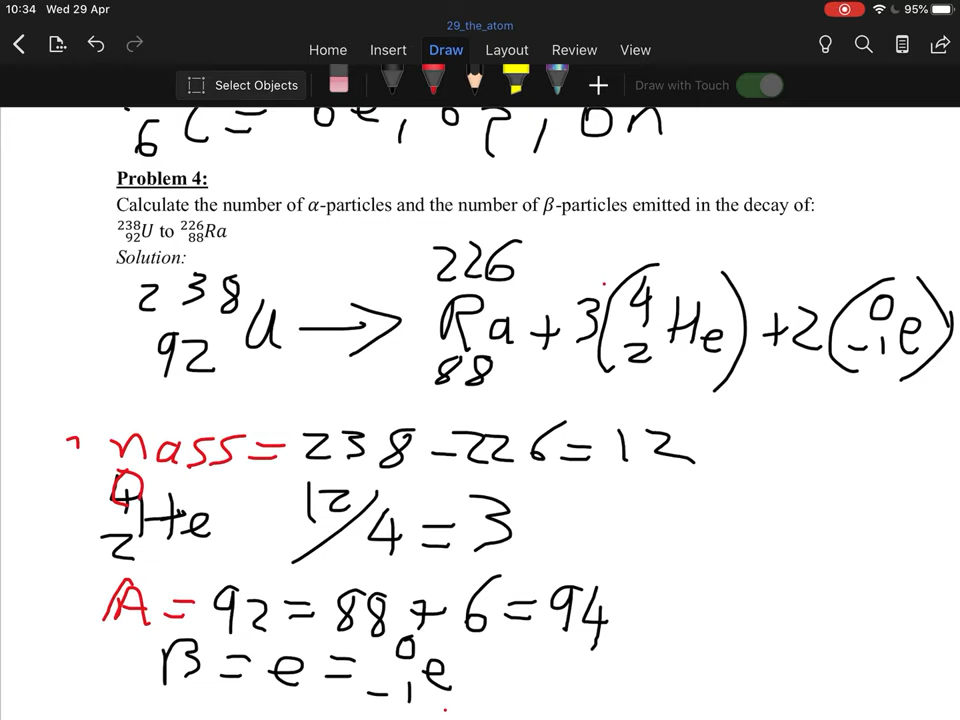 10:34 Wed 29 Apr 95%
29_the_atom
Home Insert Draw Layout Review View
Select Objects Draw with Touch
Problem 4:
Calculate the number of α-particles and the number of β-particles emitted in the decay of:
²³⁸₉₂U to ²²⁶₈₈Ra
Solution:
²³⁸₉₂U → ²²⁶₈₈Ra + 3(⁴₂He) + 2(⁰₋₁e)
mass = 238 - 226 = 12
⁴₂He 12/4 = 3
A = 92 = 88 + 6 = 94
β = e = ⁰₋₁e